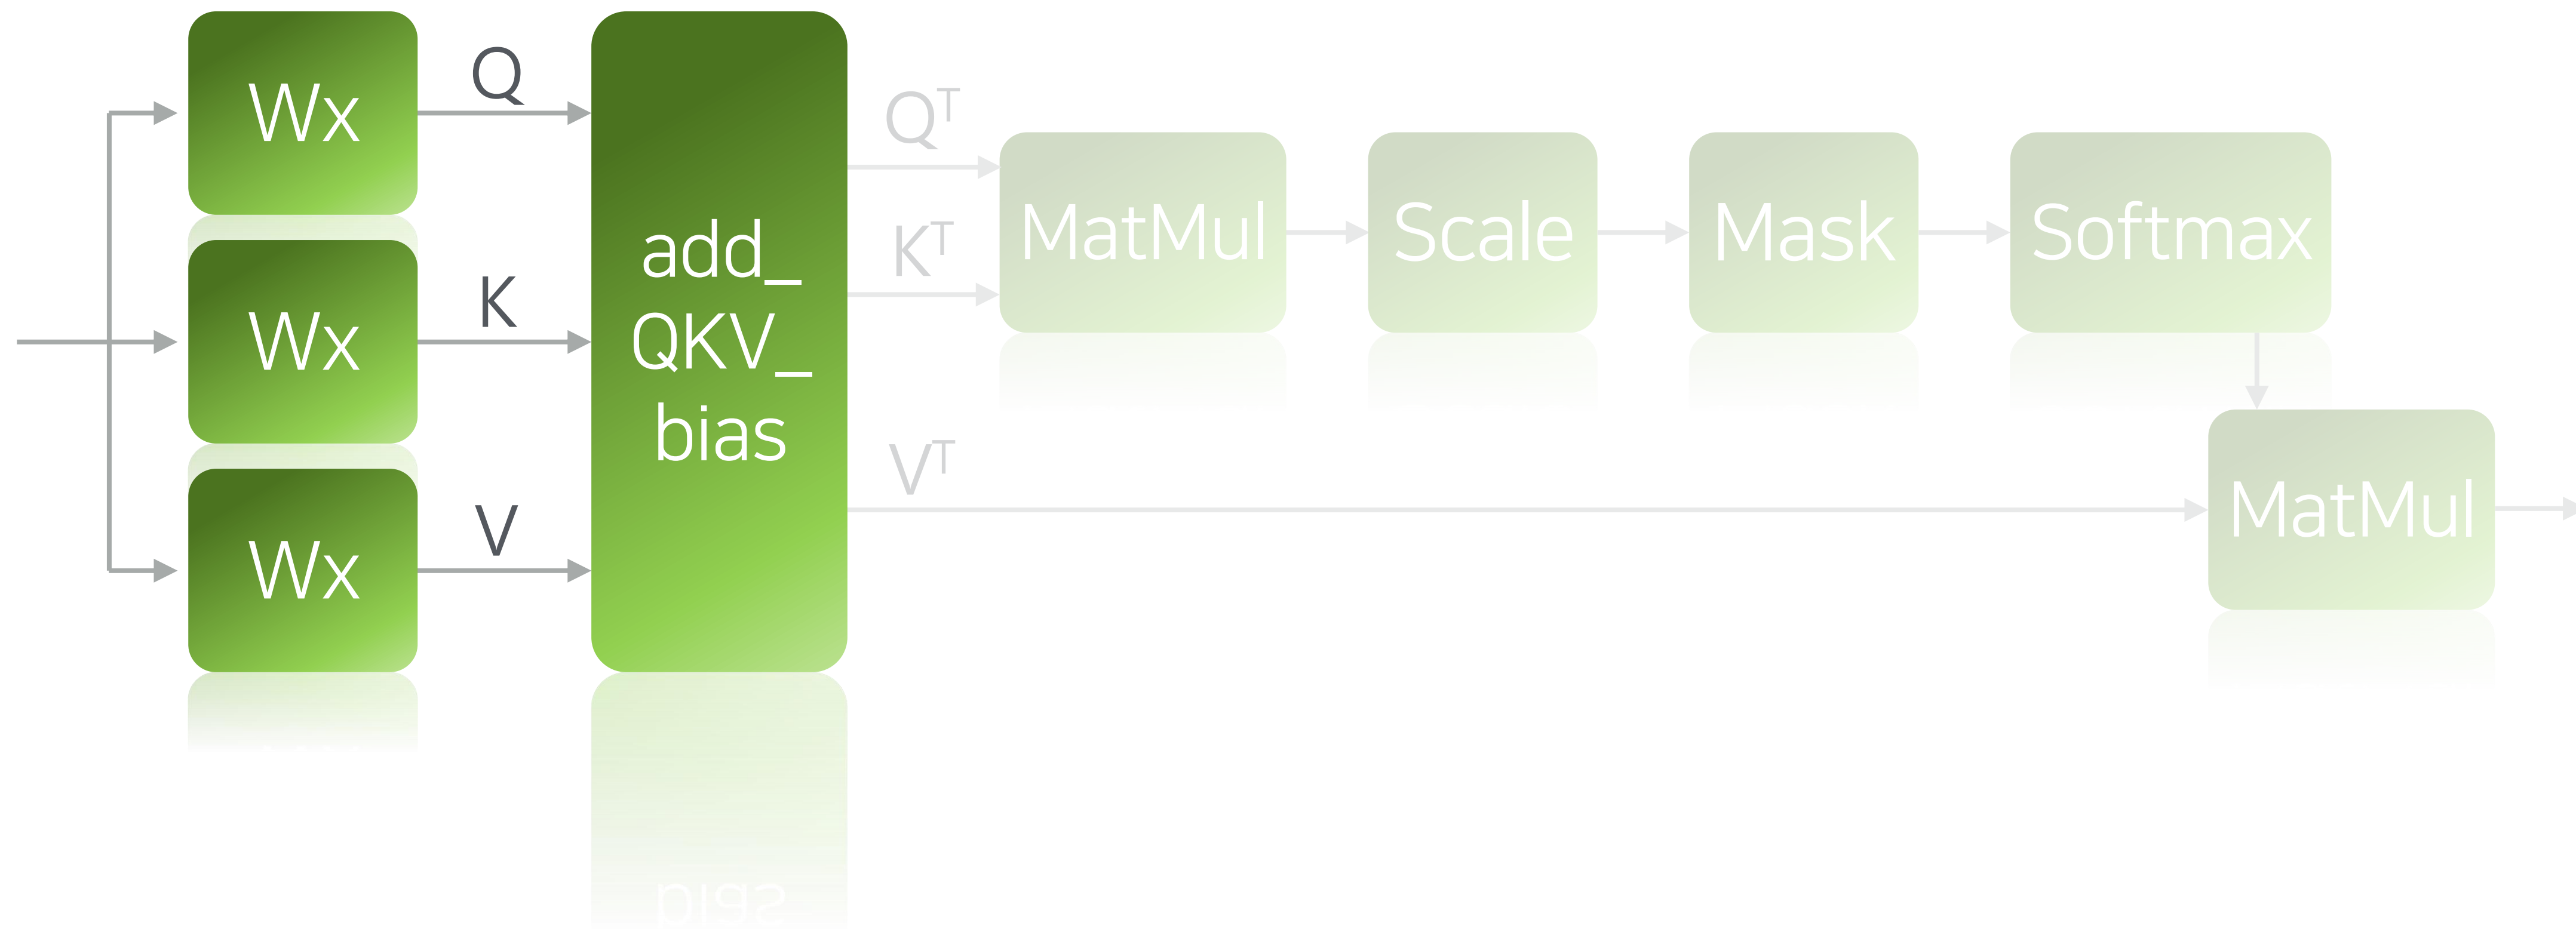 Wx
Q
Wx
K
Wx
V
add_
QKV_
bias
Qᵀ
Kᵀ
Vᵀ
MatMul
Scale
Mask
Softmax
MatMul